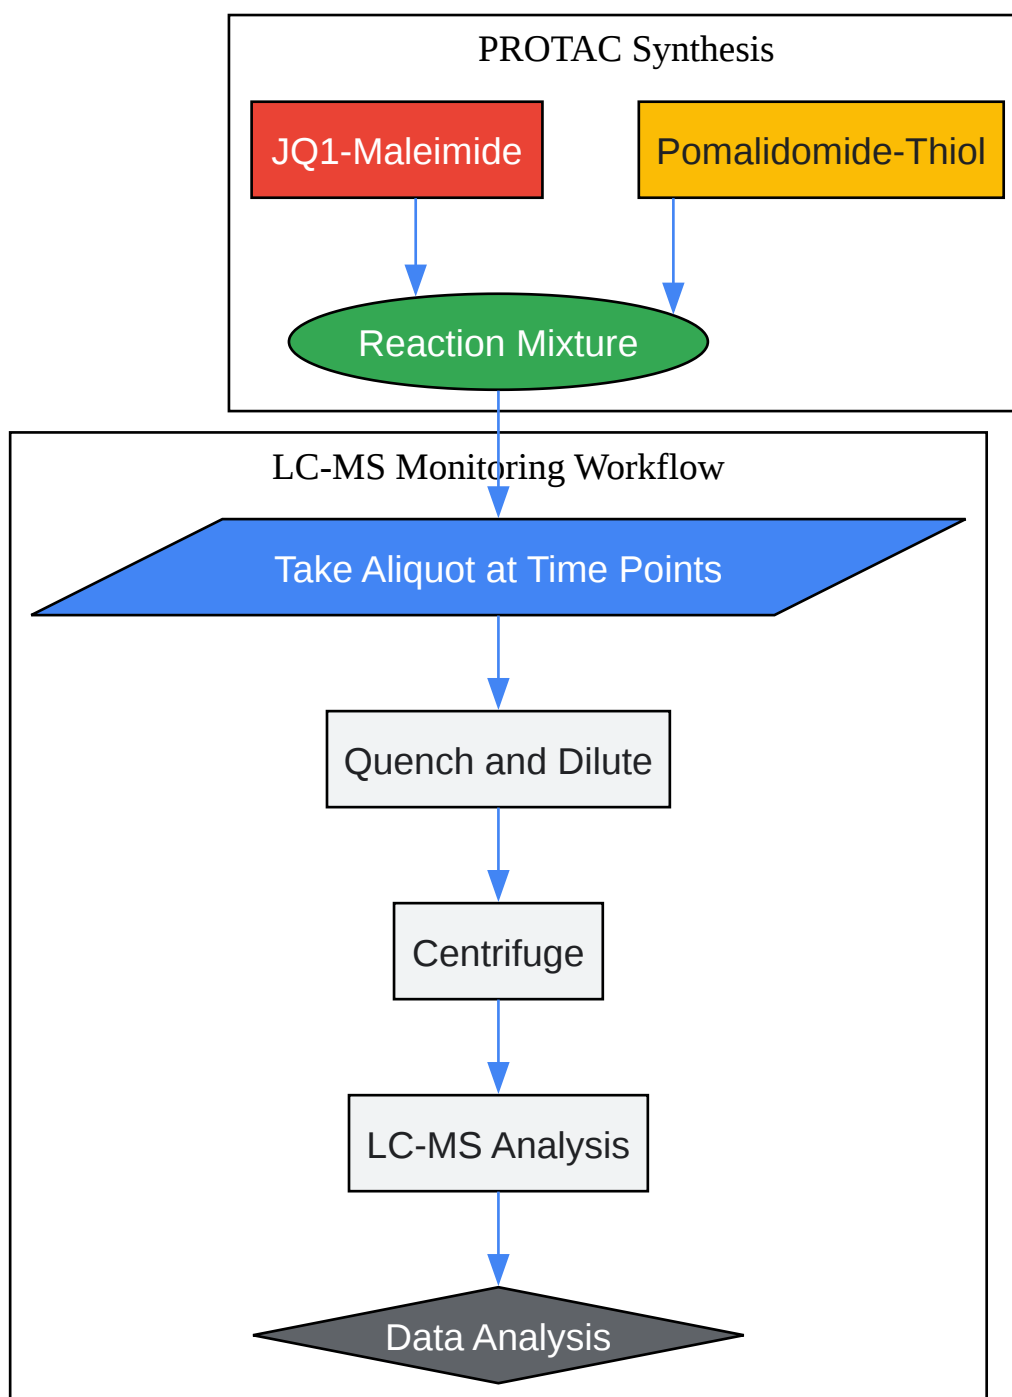 PROTAC Synthesis
JQ1-Maleimide
Pomalidomide-Thiol
Reaction Mixture
LC-MS Monitoring Workflow
Take Aliquot at Time Points
Quench and Dilute
Centrifuge
LC-MS Analysis
Data Analysis